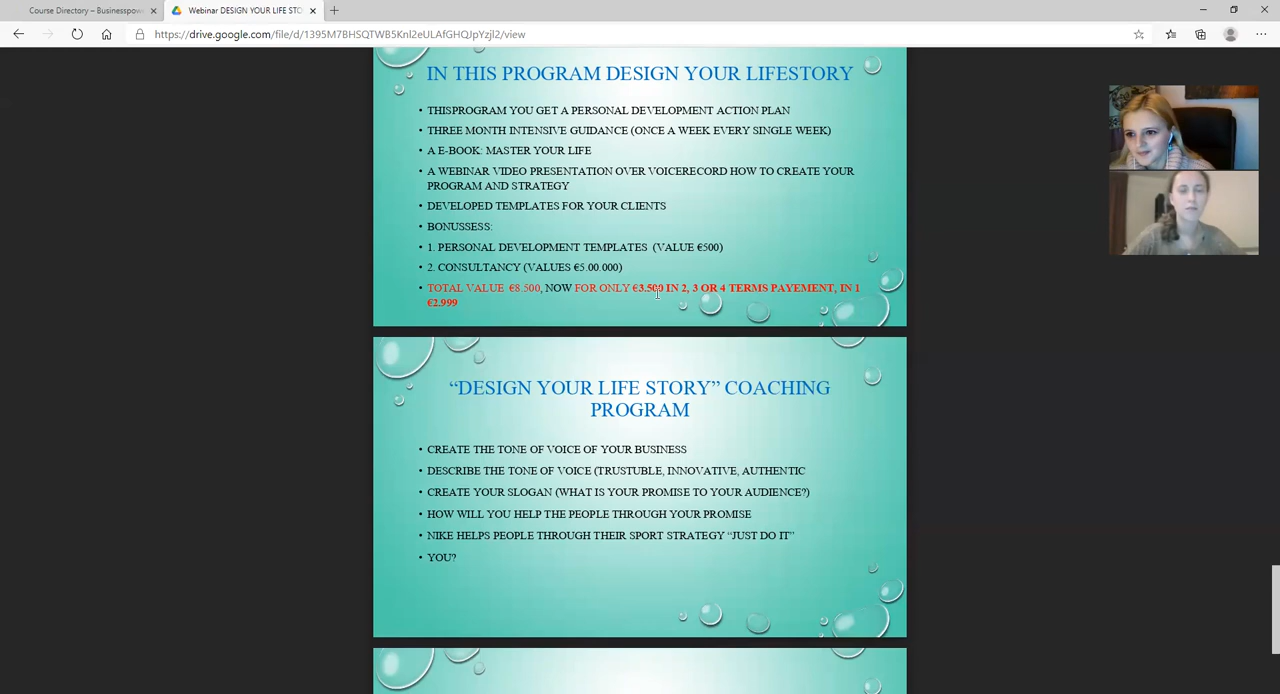 Course Directory – Businesspowe
Webinar DESIGN YOUR LIFE STO
https://drive.google.com/file/d/1395M7BHSQTWB5KnI2eULAfGHQJpYzjl2/view
IN THIS PROGRAM DESIGN YOUR LIFESTORY
• THISPROGRAM YOU GET A PERSONAL DEVELOPMENT ACTION PLAN
• THREE MONTH INTENSIVE GUIDANCE (ONCE A WEEK EVERY SINGLE WEEK)
• A E-BOOK: MASTER YOUR LIFE
• A WEBINAR VIDEO PRESENTATION OVER VOICERECORD HOW TO CREATE YOUR
PROGRAM AND STRATEGY
• DEVELOPED TEMPLATES FOR YOUR CLIENTS
• BONUSSESS:
• 1. PERSONAL DEVELOPMENT TEMPLATES (VALUE €500)
• 2. CONSULTANCY (VALUES €5.00.000)
• TOTAL VALUE €8.500, NOW FOR ONLY €3.500 IN 2, 3 OR 4 TERMS PAYEMENT, IN 1
€2.999
“DESIGN YOUR LIFE STORY” COACHING
PROGRAM
• CREATE THE TONE OF VOICE OF YOUR BUSINESS
• DESCRIBE THE TONE OF VOICE (TRUSTUBLE, INNOVATIVE, AUTHENTIC
• CREATE YOUR SLOGAN (WHAT IS YOUR PROMISE TO YOUR AUDIENCE?)
• HOW WILL YOU HELP THE PEOPLE THROUGH YOUR PROMISE
• NIKE HELPS PEOPLE THROUGH THEIR SPORT STRATEGY “JUST DO IT”
• YOU?